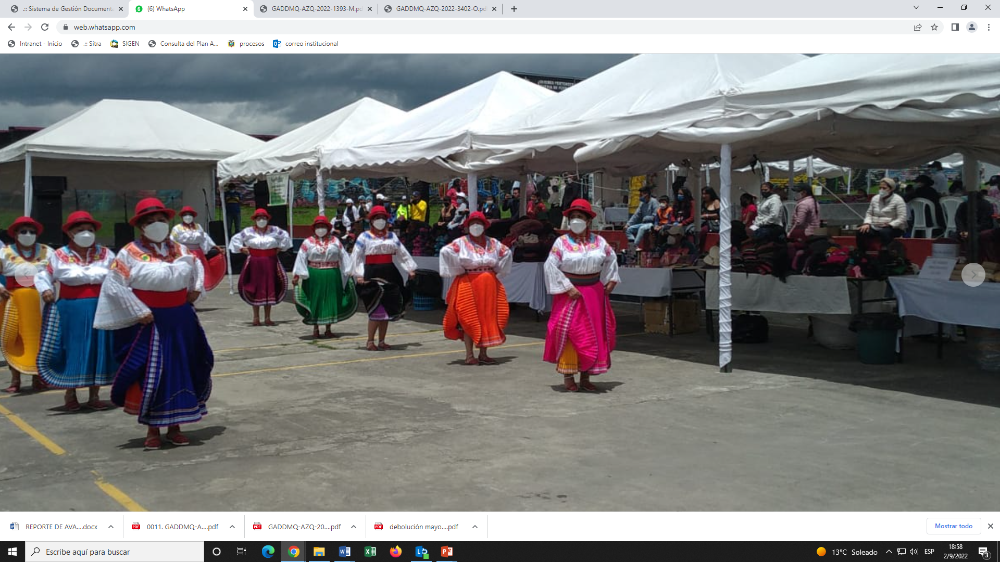 .:: Sistema de Gestión Documenta
(6) WhatsApp
GADDMQ-AZQ-2022-1393-M.pd
GADDMQ-AZQ-2022-3402-O.pd
web.whatsapp.com
Intranet - Inicio
.:: Sitra
SIGEN
Consulta del Plan A...
procesos
correo institucional
REPORTE DE AVA....docx
0011. GADDMQ-A....pdf
GADDMQ-AZQ-20....pdf
debolución mayo....pdf
Mostrar todo
Escribe aquí para buscar
13°C Soleado
ESP
18:58
2/9/2022
3